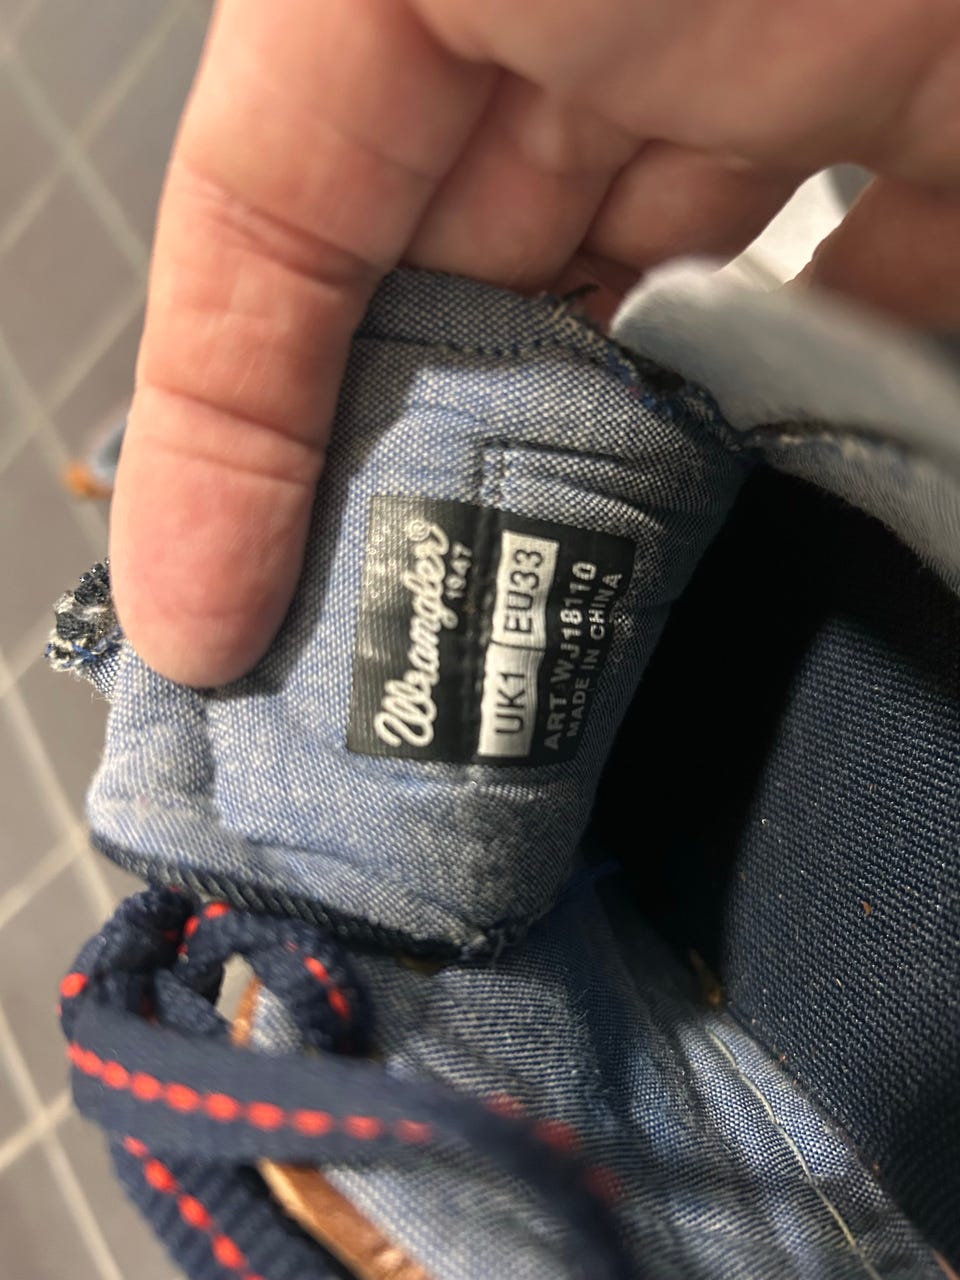 Wrangler®
1947
UK1 EU33
ART WJ18110
MADE IN CHINA